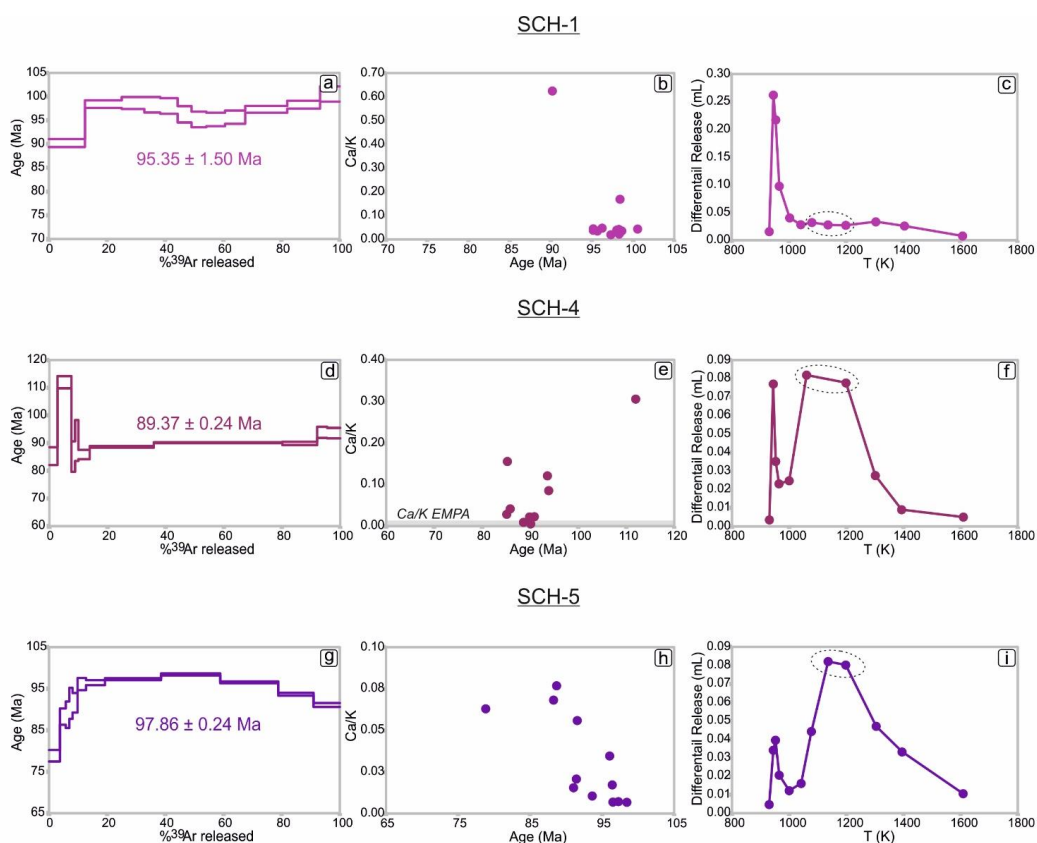 SCH-1
a
Age (Ma)
105
100
95
90
85
80
75
70
95.35 ± 1.50 Ma
0 20 40 60 80 100
%³⁹Ar released
b
Ca/K
0.70
0.60
0.50
0.40
0.30
0.20
0.10
0.00
70 75 80 85 90 95 100 105
Age (Ma)
c
Differentail Release (mL)
0.30
0.25
0.20
0.15
0.10
0.05
0.00
800 1000 1200 1400 1600 1800
T (K)
SCH-4
d
Age (Ma)
120
110
100
90
80
70
60
89.37 ± 0.24 Ma
0 20 40 60 80 100
%³⁹Ar released
e
Ca/K
0.40
0.30
0.20
0.10
0.00
Ca/K EMPA
60 70 80 90 100 110 120
Age (Ma)
f
Differentail Release (mL)
0.09
0.08
0.07
0.06
0.05
0.04
0.03
0.02
0.01
0.00
800 1000 1200 1400 1600 1800
T (K)
SCH-5
g
Age (Ma)
105
95
85
75
65
97.86 ± 0.24 Ma
0 20 40 60 80 100
%³⁹Ar released
h
Ca/K
0.10
0.08
0.05
0.03
0.00
65 75 85 95 105
Age (Ma)
i
Differentail Release (mL)
0.09
0.08
0.07
0.06
0.05
0.04
0.03
0.02
0.01
0.00
800 1000 1200 1400 1600 1800
T (K)